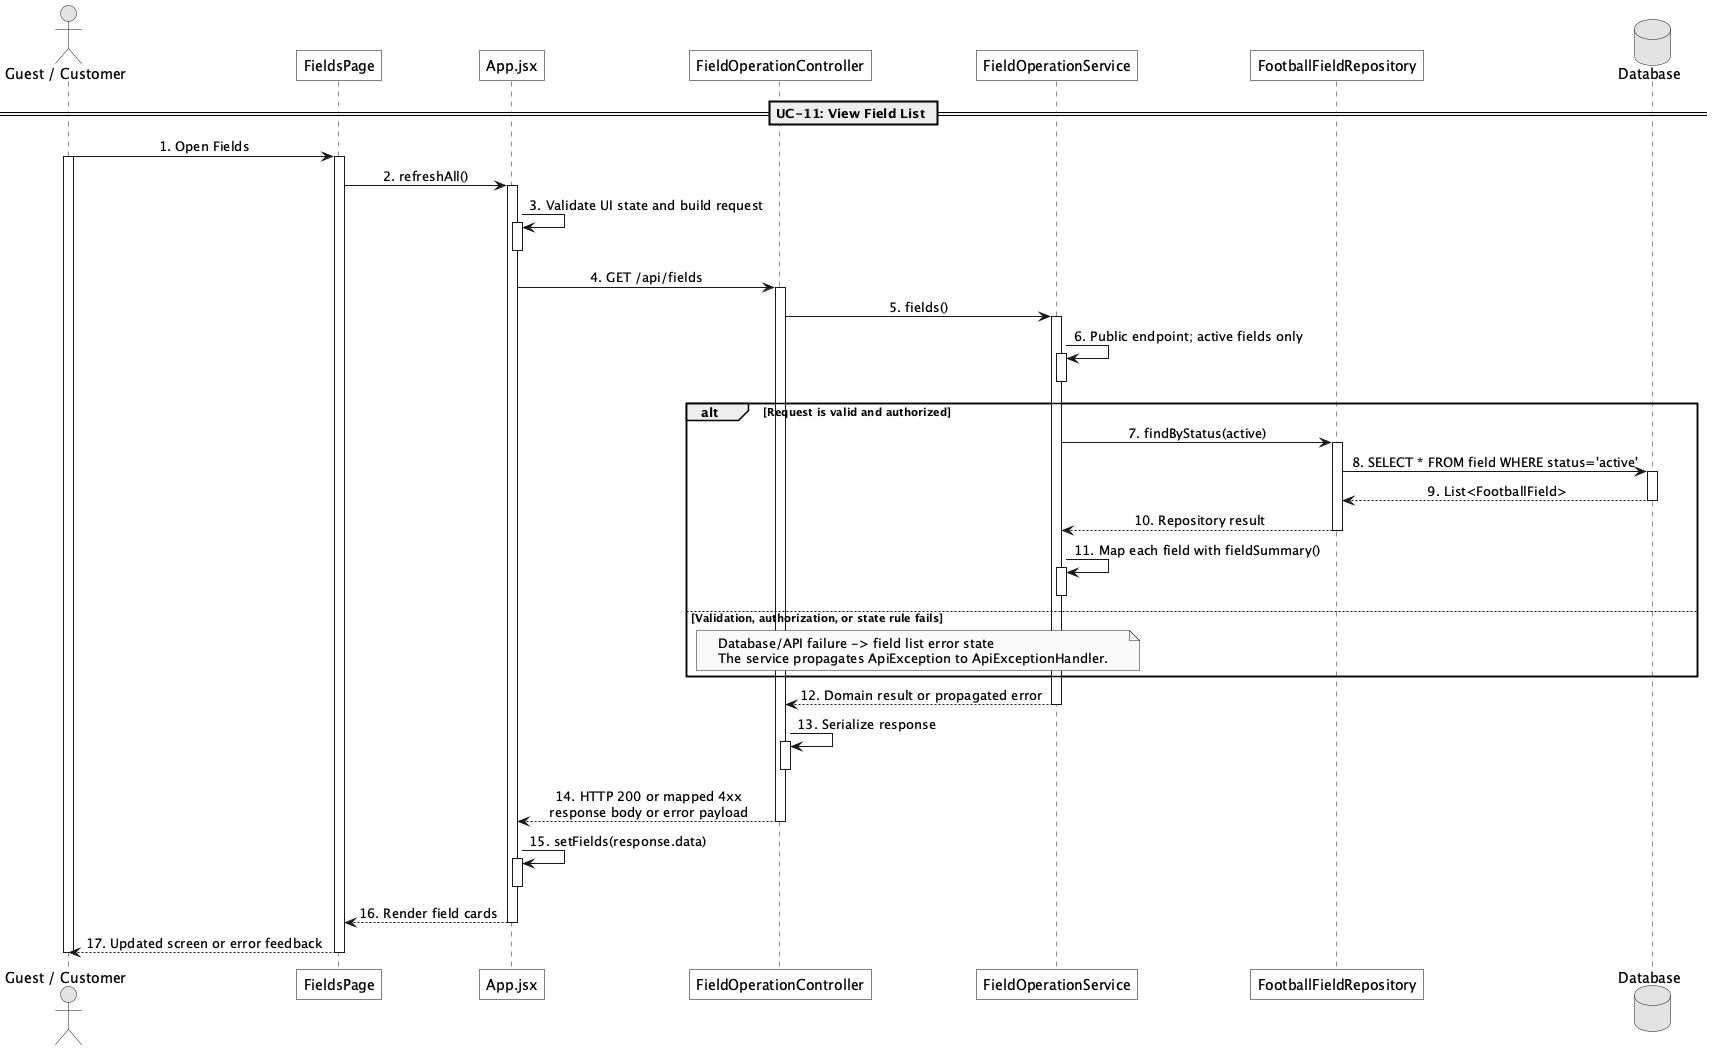 Guest / Customer
FieldsPage
App.jsx
FieldOperationController
FieldOperationService
FootballFieldRepository
Database
UC-11: View Field List
1. Open Fields
2. refreshAll()
3. Validate UI state and build request
4. GET /api/fields
5. fields()
6. Public endpoint; active fields only
alt
[Request is valid and authorized]
7. findByStatus(active)
8. SELECT * FROM field WHERE status='active'
9. List<FootballField>
10. Repository result
11. Map each field with fieldSummary()
[Validation, authorization, or state rule fails]
Database/API failure -> field list error state
The service propagates ApiException to ApiExceptionHandler.
12. Domain result or propagated error
13. Serialize response
14. HTTP 200 or mapped 4xx
response body or error payload
15. setFields(response.data)
16. Render field cards
17. Updated screen or error feedback
Guest / Customer
FieldsPage
App.jsx
FieldOperationController
FieldOperationService
FootballFieldRepository
Database